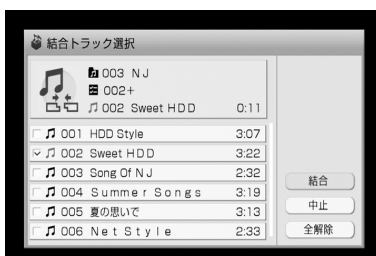 結合トラック選択
003 NJ
002+
002 Sweet HDD 0:11
001 HDD Style 3:07
002 Sweet HDD 3:22
003 Song Of NJ 2:32
004 Summer Songs 3:19
005 夏の思いで 3:13
006 Net Style 2:33
結合
中止
全解除